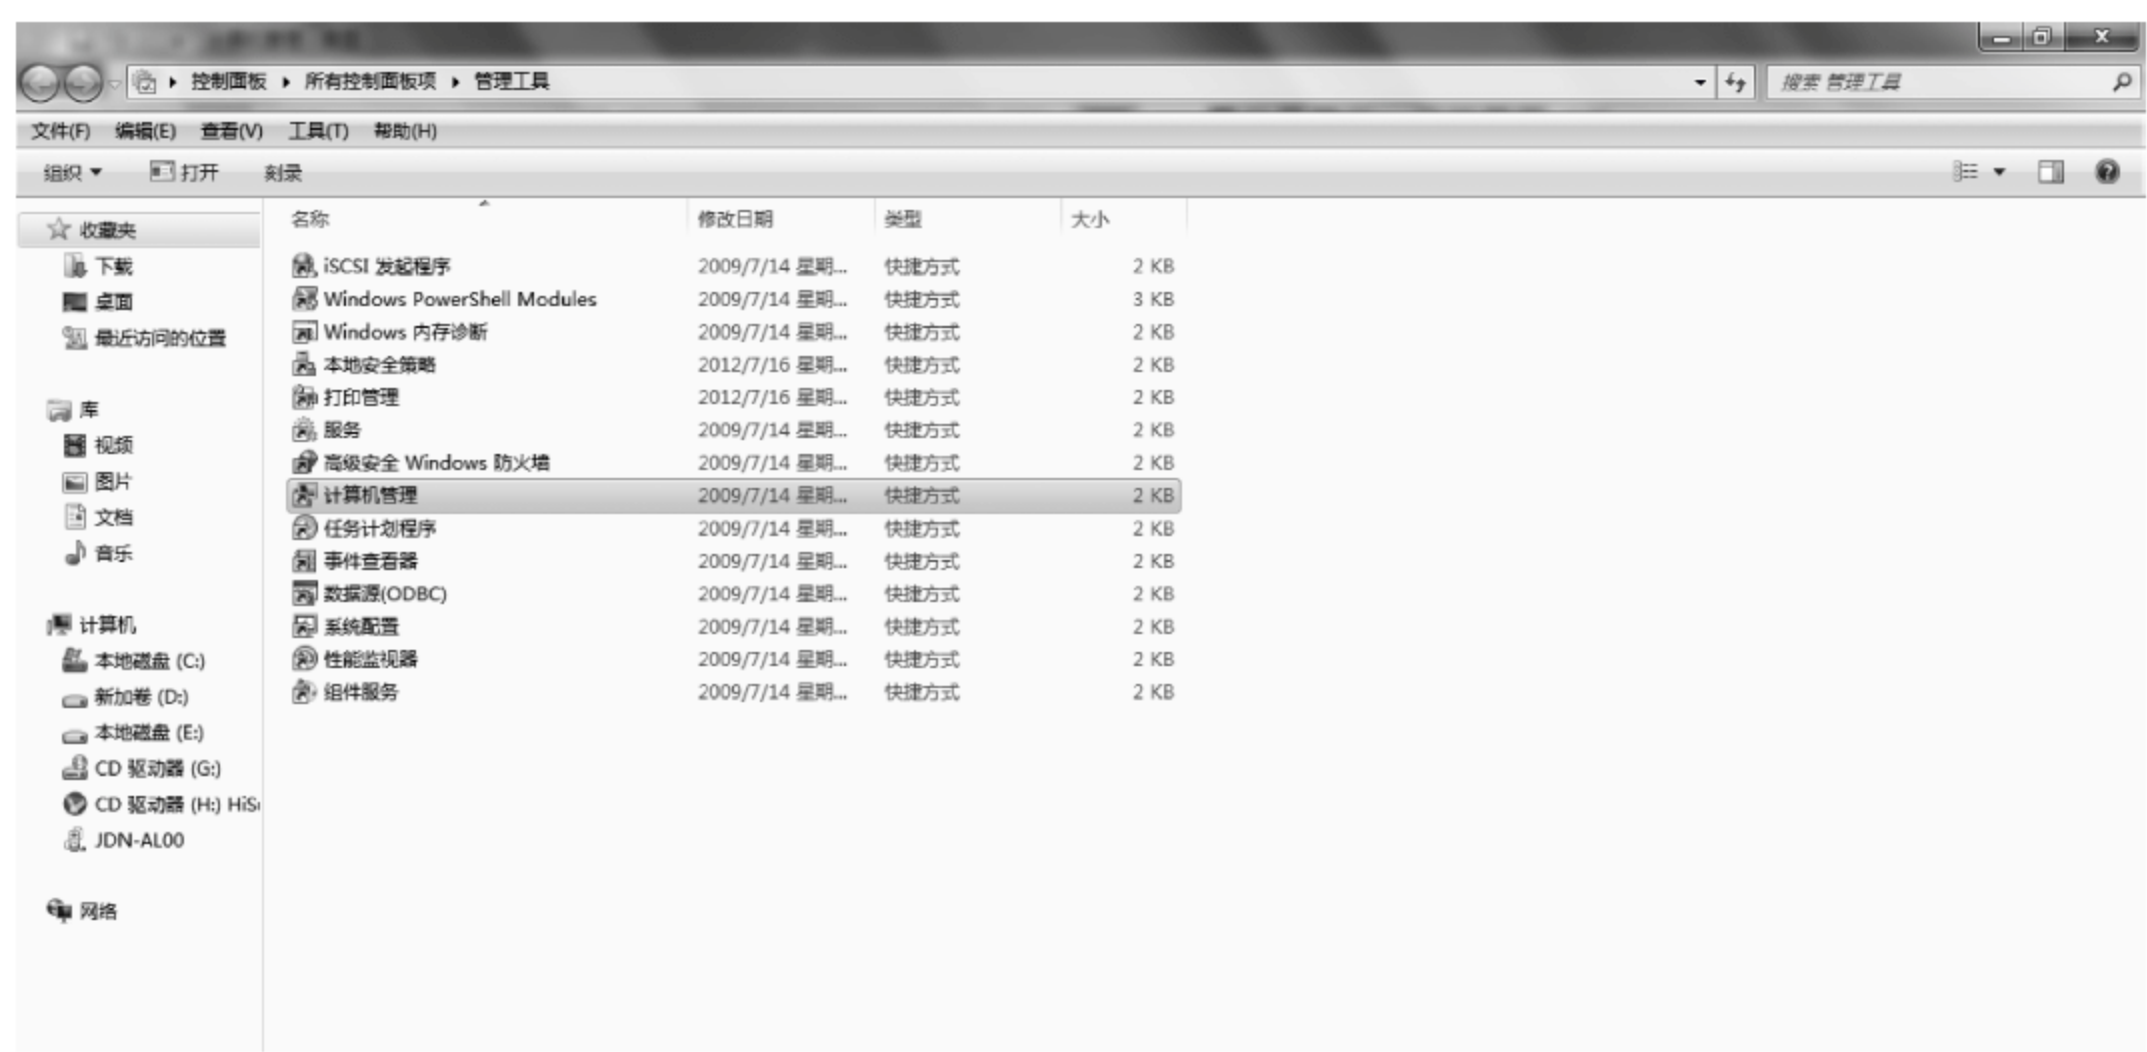 控制面板 ▸ 所有控制面板项 ▸ 管理工具
搜索 管理工具
文件(F) 编辑(E) 查看(V) 工具(T) 帮助(H)
组织 打开 刻录
名称 修改日期 类型 大小
收藏夹
下载
桌面
最近访问的位置
库
视频
图片
文档
音乐
计算机
本地磁盘 (C:)
新加卷 (D:)
本地磁盘 (E:)
CD 驱动器 (G:)
CD 驱动器 (H:) HiS
JDN-AL00
网络
iSCSI 发起程序 2009/7/14 星期... 快捷方式 2 KB
Windows PowerShell Modules 2009/7/14 星期... 快捷方式 3 KB
Windows 内存诊断 2009/7/14 星期... 快捷方式 2 KB
本地安全策略 2012/7/16 星期... 快捷方式 2 KB
打印管理 2012/7/16 星期... 快捷方式 2 KB
服务 2009/7/14 星期... 快捷方式 2 KB
高级安全 Windows 防火墙 2009/7/14 星期... 快捷方式 2 KB
计算机管理 2009/7/14 星期... 快捷方式 2 KB
任务计划程序 2009/7/14 星期... 快捷方式 2 KB
事件查看器 2009/7/14 星期... 快捷方式 2 KB
数据源(ODBC) 2009/7/14 星期... 快捷方式 2 KB
系统配置 2009/7/14 星期... 快捷方式 2 KB
性能监视器 2009/7/14 星期... 快捷方式 2 KB
组件服务 2009/7/14 星期... 快捷方式 2 KB